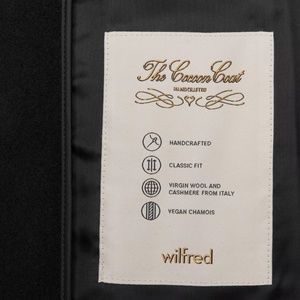 The Cocoon Coat
HANDCRAFTED
HANDCRAFTED
CLASSIC FIT
VIRGIN WOOL AND
CASHMERE FROM ITALY
VEGAN CHAMOIS
wilfred